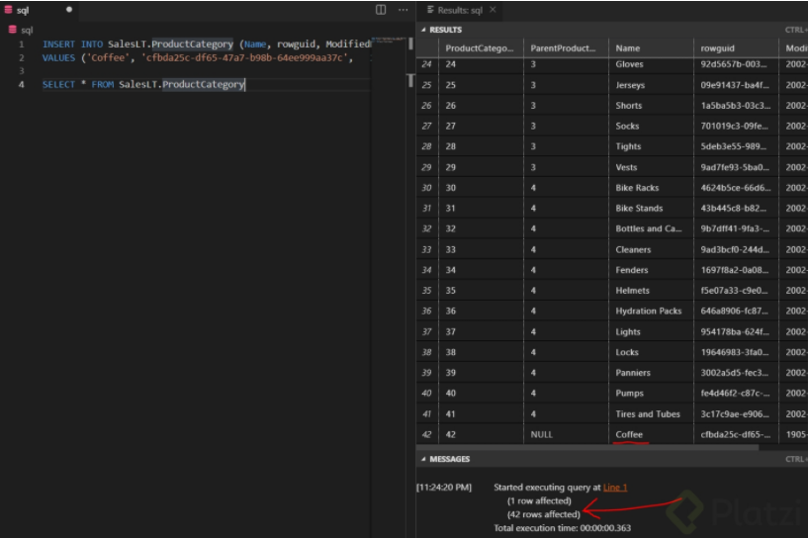 sql
sql
1 INSERT INTO SalesLT.ProductCategory (Name, rowguid, Modified
2 VALUES ('Coffee', 'cfbda25c-df65-47a7-b98b-64ee999aa37c',
3
4 SELECT * FROM SalesLT.ProductCategory
Results: sql
RESULTS CTRL+
ProductCatego... ParentProduct... Name rowguid Modi
24 24 3 Gloves 92d5657b-003... 2002-
25 25 3 Jerseys 09e91437-ba4f... 2002-
26 26 3 Shorts 1a5ba5b3-03c3... 2002-
27 27 3 Socks 701019c3-09fe... 2002-
28 28 3 Tights 5deb3e55-989... 2002-
29 29 3 Vests 9ad7fe93-5ba0... 2002-
30 30 4 Bike Racks 4624b5ce-66d6... 2002-
31 31 4 Bike Stands 43b445c8-b82... 2002-
32 32 4 Bottles and Ca... 9b7dff41-9fa3-... 2002-
33 33 4 Cleaners 9ad3bcf0-244d... 2002-
34 34 4 Fenders 1697f8a2-0a08... 2002-
35 35 4 Helmets f5e07a33-c9e0... 2002-
36 36 4 Hydration Packs 646a8906-fc87... 2002-
37 37 4 Lights 954178ba-624f... 2002-
38 38 4 Locks 19646983-3fa0... 2002-
39 39 4 Panniers 3002a5d5-fec3... 2002-
40 40 4 Pumps fe4d46f2-c87c-... 2002-
41 41 4 Tires and Tubes 3c17c9ae-e906... 2002-
42 42 NULL Coffee cfbda25c-df65-... 1905-
MESSAGES CTRL+
[11:24:20 PM] Started executing query at Line 1
(1 row affected)
(42 rows affected)
Total execution time: 00:00:00.363
Platzi